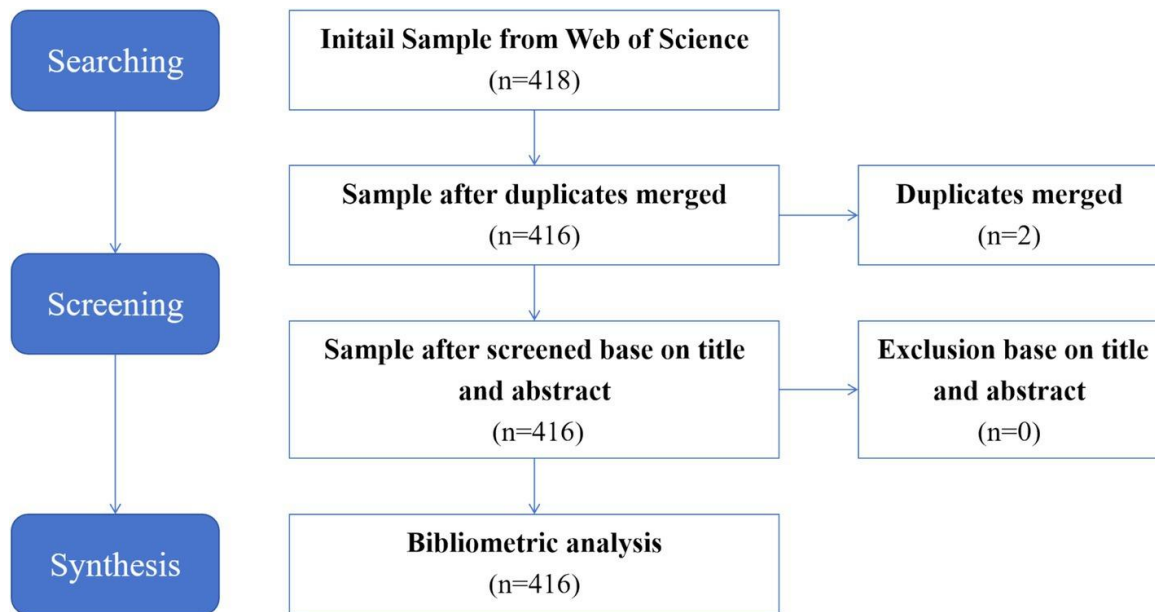 Searching
Initail Sample from Web of Science
(n=418)
Sample after duplicates merged
(n=416)
Duplicates merged
(n=2)
Screening
Sample after screened base on title
and abstract
(n=416)
Exclusion base on title
and abstract
(n=0)
Synthesis
Bibliometric analysis
(n=416)